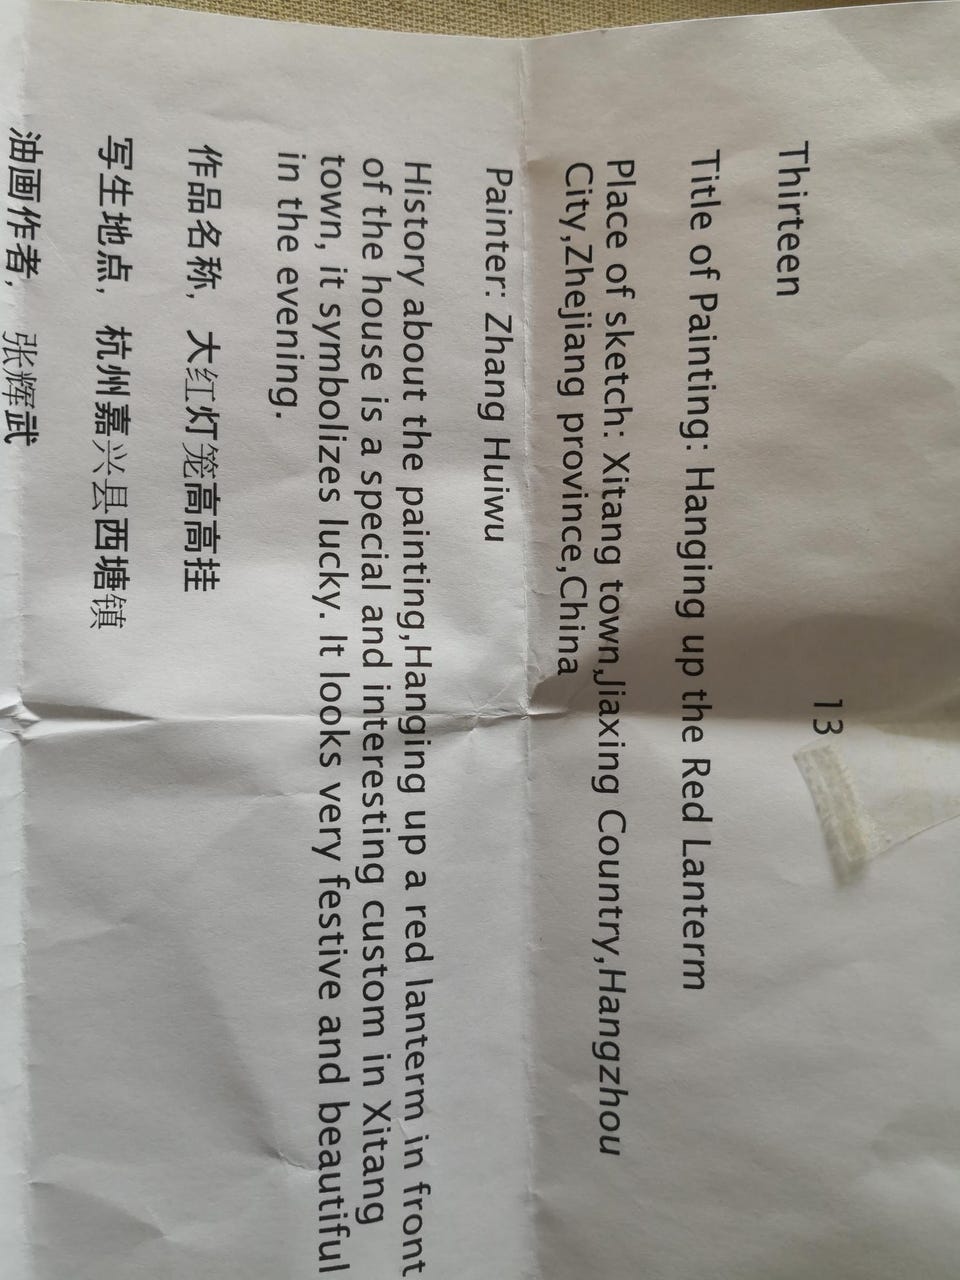 13
Thirteen
Title of Painting: Hanging up the Red Lanterm
Place of sketch: Xitang town,Jiaxing Country,Hangzhou
City,Zhejiang province,China
Painter: Zhang Huiwu
History about the painting,Hanging up a red lanterm in front
of the house is a special and interesting custom in Xitang
town, it symbolizes lucky. It looks very festive and beautiful
in the evening.
作品名称, 大红灯笼高高挂
写生地点, 杭州嘉兴县西塘镇
油画作者, 张辉武